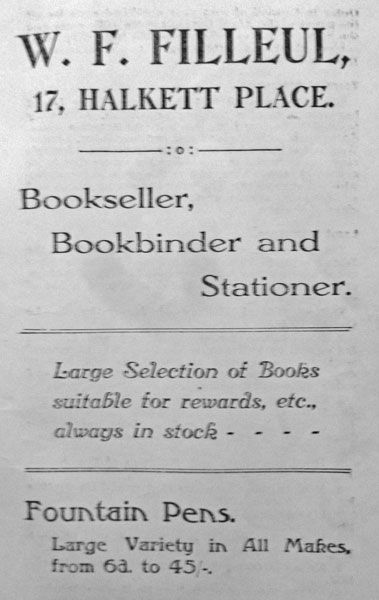 W. F. FILLEUL,
17, HALKETT PLACE.
:o:
Bookseller,
Bookbinder and
Stationer.
Large Selection of Books
suitable for rewards, etc.,
always in stock - - - -
Fountain Pens.
Large Variety in All Makes,
from 6d. to 45/-.